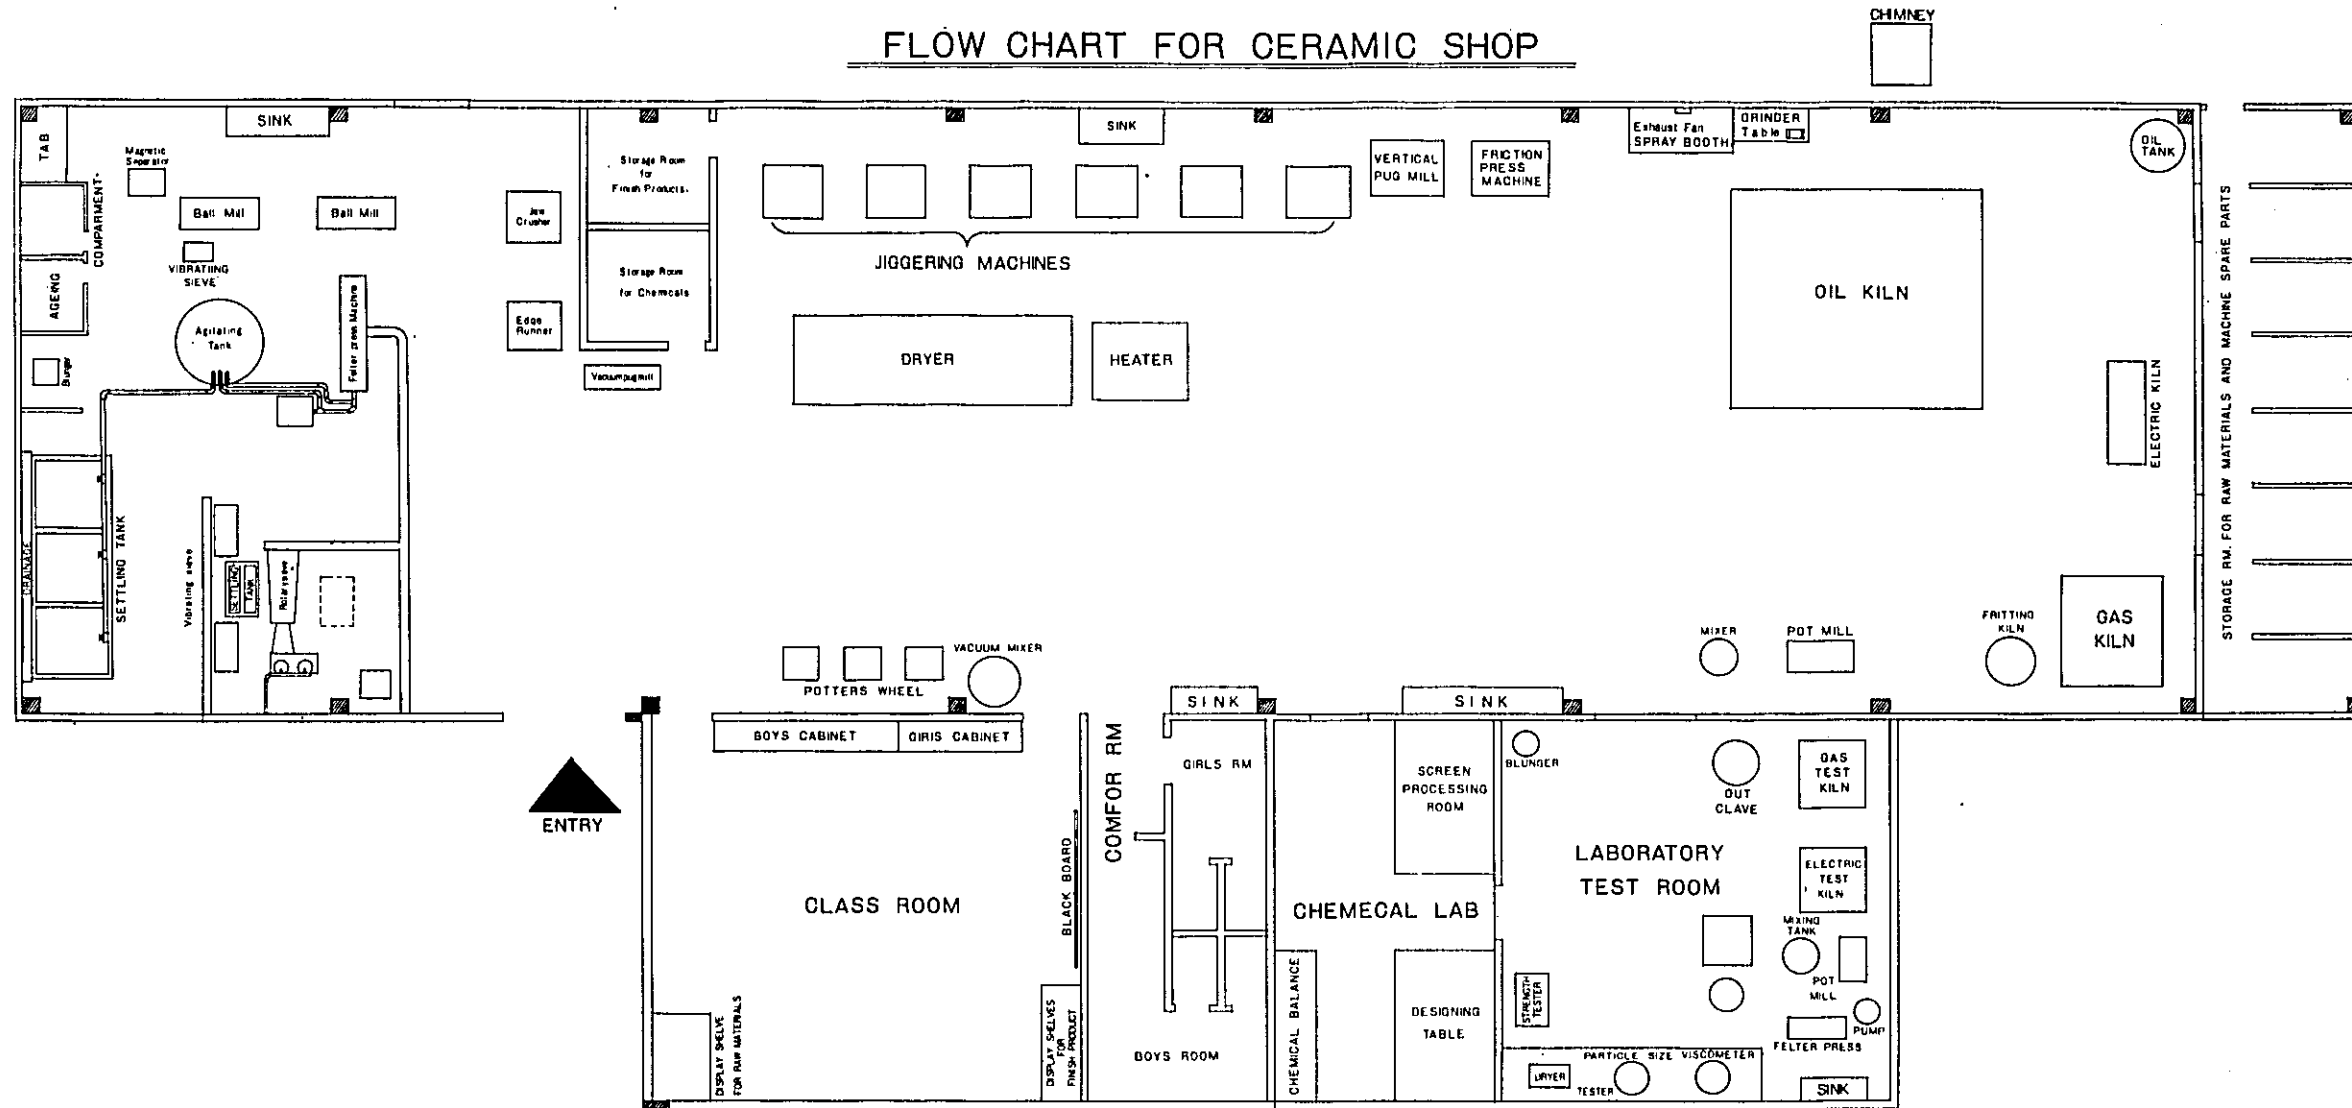 FLOW CHART FOR CERAMIC SHOP
CHIMNEY
TAB
SINK
Magnetic
Separator
COMPARMENT-
Ball Mill
Ball Mill
VIBRATIING
SIEVE
AGEING
Agitating
Tank
Felter press Machine
Blunger
Jaw
Crusher
Edge
Runner
Storage Room
for
Finish Products.
Storage Room
for Chemicals
Vacuumpugmill
SINK
JIGGERING MACHINES
DRYER
HEATER
VERTICAL
PUG MILL
FRICTION
PRESS
MACHINE
Exhaust Fan
SPRAY BOOTH
GRINDER
Table
OIL
TANK
OIL KILN
ELECTRIC KILN
STORAGE RM. FOR RAW MATERIALS AND MACHINE SPARE PARTS
DRAINAGE
SETTLING TANK
Vibrating sieve
SETTLING
TANK
Rotary sieve
POTTERS WHEEL
VACUUM MIXER
MIXER
POT MILL
FRITTING
KILN
GAS
KILN
SINK
SINK
ENTRY
BOYS CABINET
GIRIS CABINET
CLASS ROOM
BLACK BOARD
DISPLAY SHELVE
FOR RAW MATERIALS
DISPLAY SHELVES
FOR
FINISH PRODUCT
COMFOR RM
GIRLS RM
BOYS ROOM
CHEMECAL LAB
CHEMICAL BALANCE
SCREEN
PROCESSING
ROOM
DESIGNING
TABLE
BLUNGER
OUT
CLAVE
GAS
TEST
KILN
LABORATORY
TEST ROOM
ELECTRIC
TEST
KILN
MIXING
TANK
POT
MILL
PUMP
FELTER PRESS
STRENGTH
TESTER
PARTICLE SIZE
TESTER
VISCOMETER
DRYER
SINK